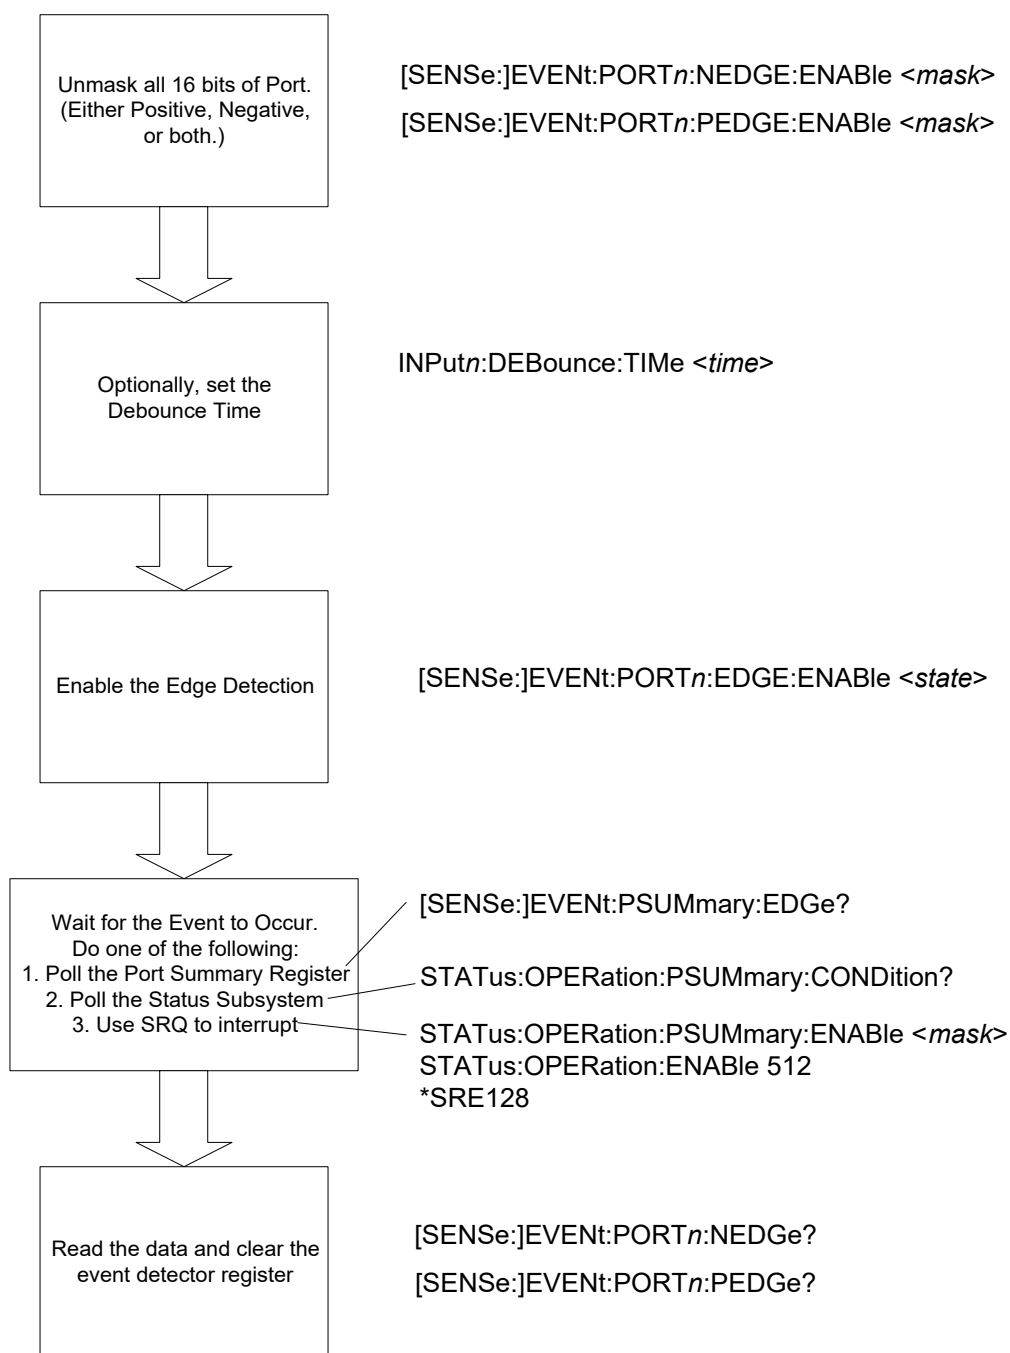 Unmask all 16 bits of Port.
(Either Positive, Negative,
or both.)
[SENSe:]EVENt:PORTn:NEDGE:ENABle <mask>
[SENSe:]EVENt:PORTn:PEDGE:ENABle <mask>
Optionally, set the
Debounce Time
INPutn:DEBounce:TIMe <time>
Enable the Edge Detection
[SENSe:]EVENt:PORTn:EDGE:ENABle <state>
Wait for the Event to Occur.
Do one of the following:
1. Poll the Port Summary Register
2. Poll the Status Subsystem
3. Use SRQ to interrupt
[SENSe:]EVENt:PSUMmary:EDGe?
STATus:OPERation:PSUMmary:CONDition?
STATus:OPERation:PSUMmary:ENABle <mask>
STATus:OPERation:ENABle 512
*SRE128
Read the data and clear the
event detector register
[SENSe:]EVENt:PORTn:NEDGe?
[SENSe:]EVENt:PORTn:PEDGe?